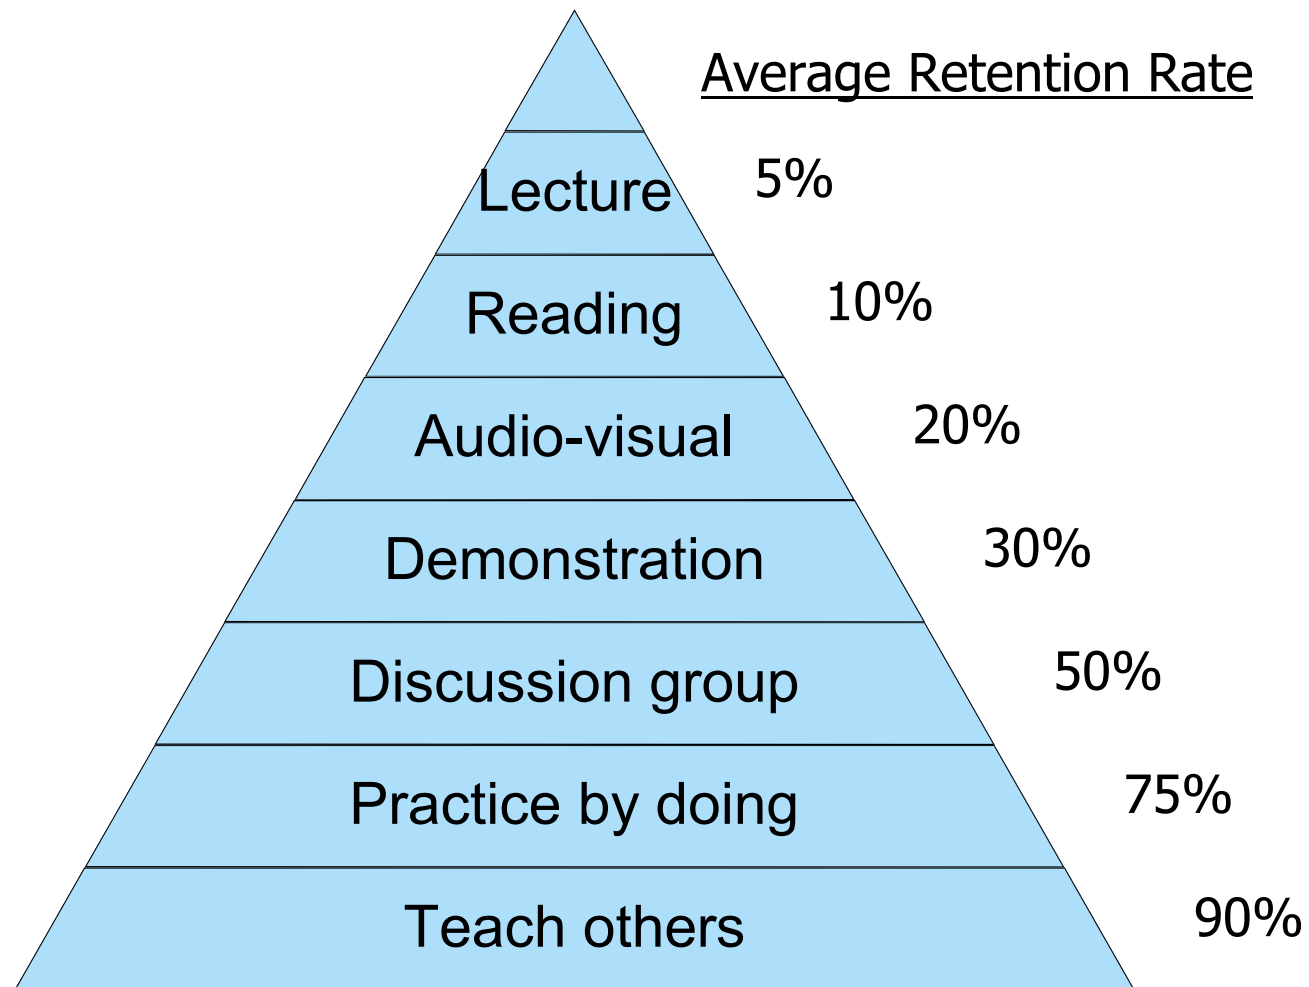 Average Retention Rate
Lecture 5%
Reading 10%
Audio-visual 20%
Demonstration 30%
Discussion group 50%
Practice by doing 75%
Teach others 90%